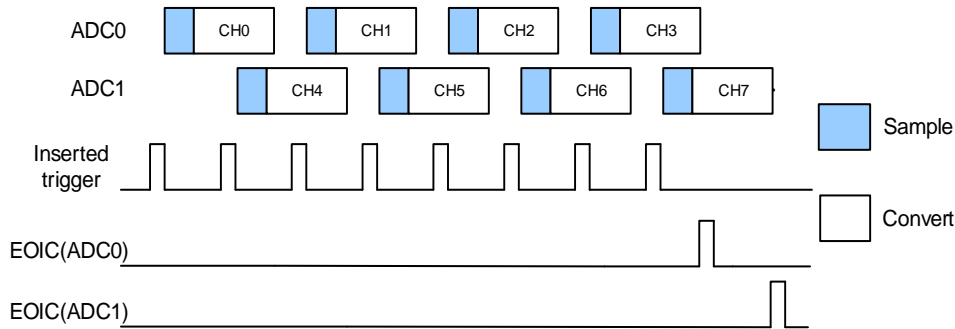 ADC0
CH0
CH1
CH2
CH3
ADC1
CH4
CH5
CH6
CH7
Sample
Inserted
trigger
Convert
EOIC(ADC0)
EOIC(ADC1)